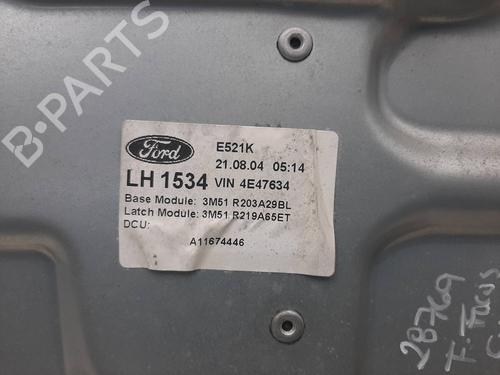 B-PARTS
Ford
E521K
21.08.04 05:14
LH 1534 VIN 4E47634
Base Module: 3M51 R203A29BL
Latch Module: 3M51 R219A65ET
DCU:
A11674446
28769
F. Focus